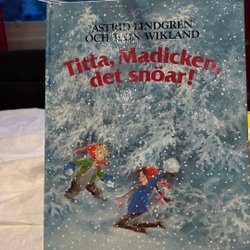 ASTRID LINDGREN
OCH ILON WIKLAND
Titta, Madicken,
det snöar!